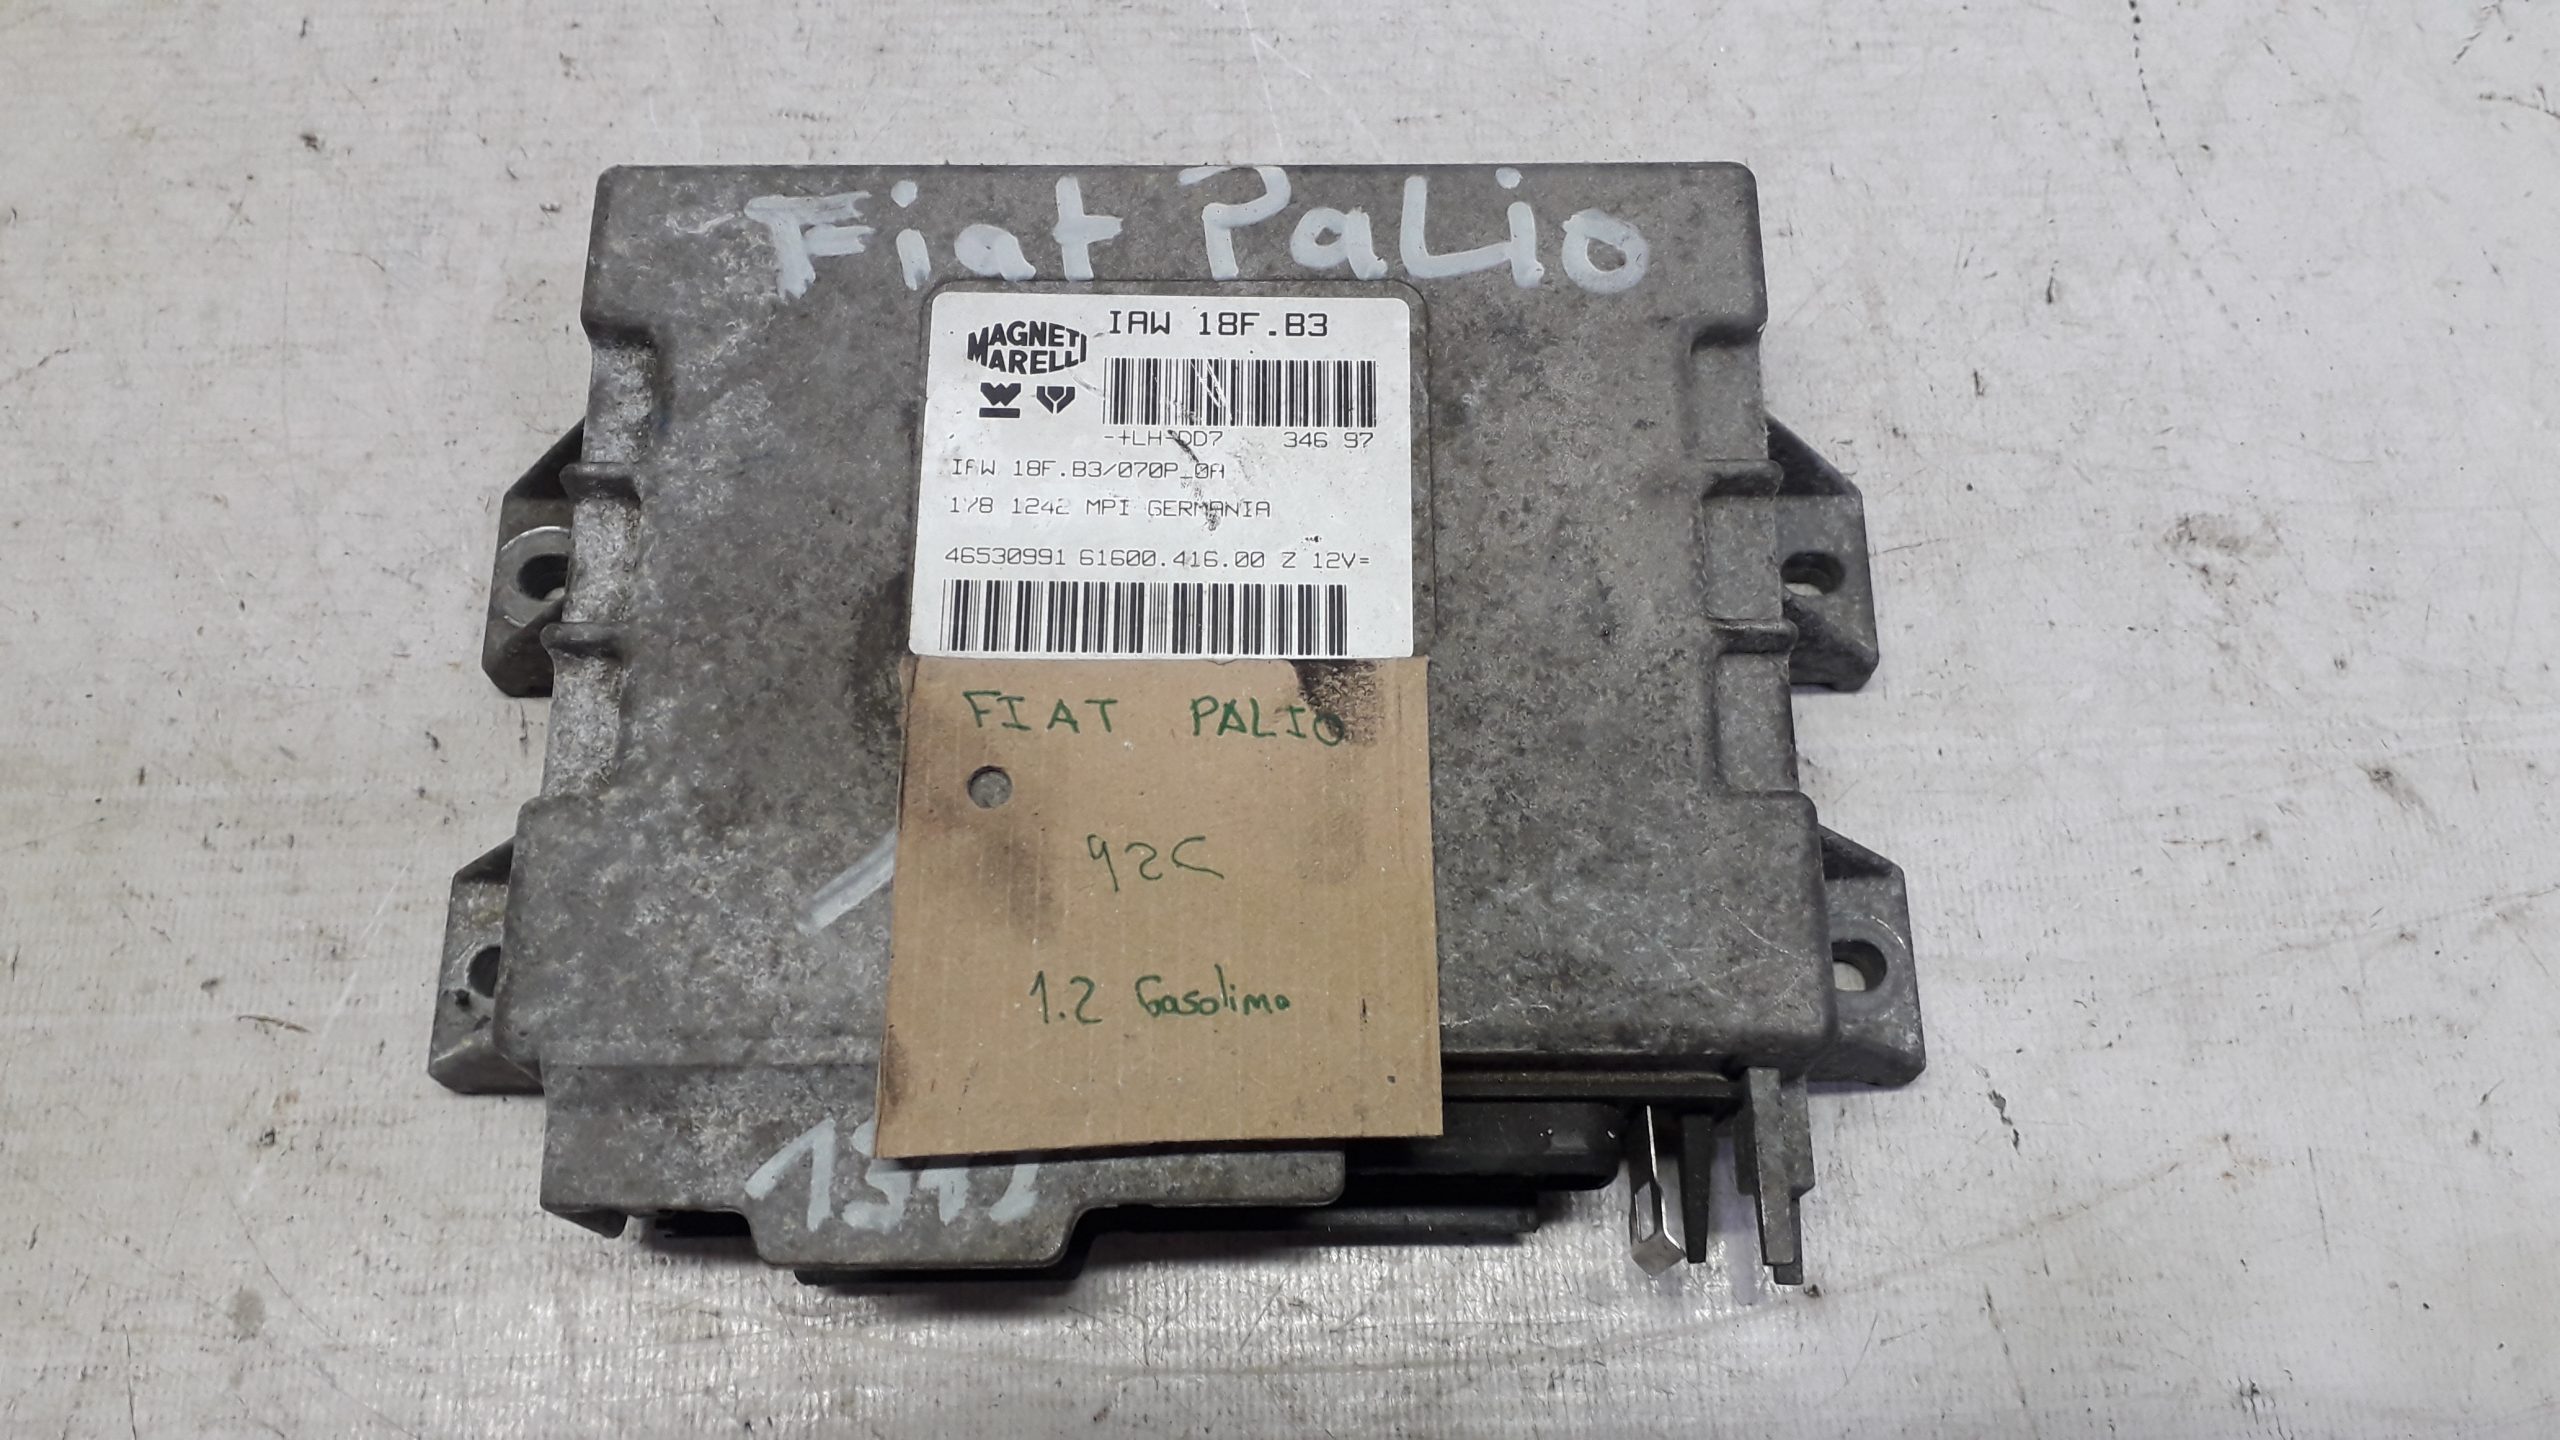 Fiat PaLio
IAW 18F.B3
MAGNETI
MARELLI
-+LH-DD7 346 97
IAW 18F.B3/070P_0A
178 1242 MPI GERMANIA
46530991 61600.416.00 Z 12V=
FIAT PALIO
92C
1.2 Gasolina